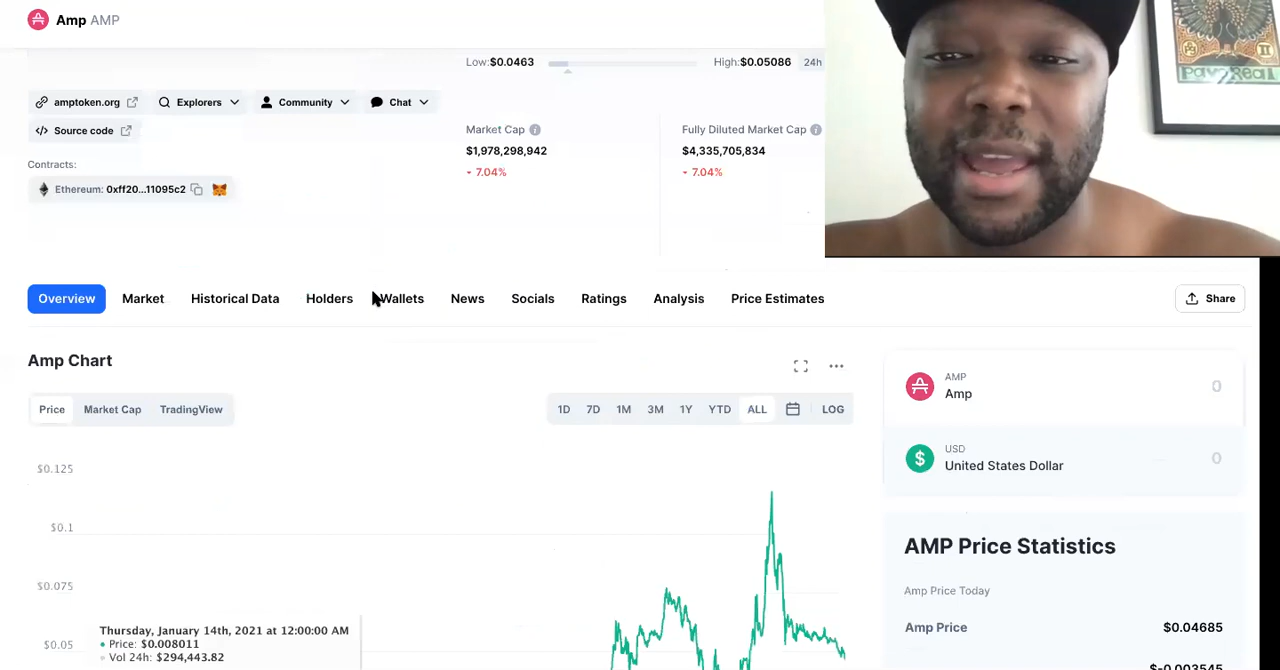 Amp AMP
Low:$0.0463 High:$0.05086 24h
amptoken.org Explorers Community Chat
Source code
Contracts:
Ethereum: 0xff20...11095c2
Market Cap
$1,978,298,942
7.04%
Fully Diluted Market Cap
$4,335,705,834
7.04%
Overview Market Historical Data Holders Wallets News Socials Ratings Analysis Price Estimates Share
Amp Chart
Price Market Cap TradingView 1D 7D 1M 3M 1Y YTD ALL LOG
$0.125
$0.1
$0.075
$0.05
Thursday, January 14th, 2021 at 12:00:00 AM
Price: $0.008011
Vol 24h: $294,443.82
AMP
Amp
0
USD
United States Dollar
0
AMP Price Statistics
Amp Price Today
Amp Price $0.04685
$-0.003545